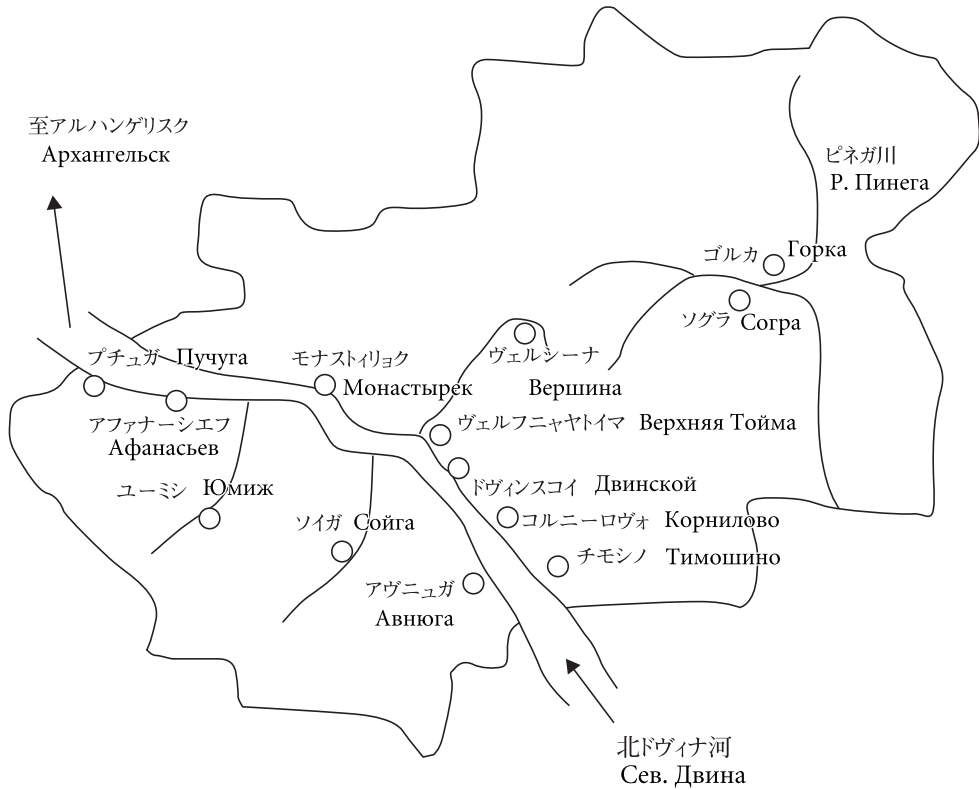 至アルハンゲリスク
Архангельск
ピネガ川
Р. Пинега
ゴルカ Горка
ソグラ Согра
プチュガ Пучуга
モナスティリョク
Монастырек
ヴェルシーナ
Вершина
アファナーシエフ
Афанасьев
ヴェルフニャヤトイマ Верхняя Тойма
ユーミシ Юмиж
ドヴィンスコイ Двинской
ソイガ Сойга
コルニーロヴォ Корнилово
チモシノ Тимошино
アヴニュガ
Авнюга
北ドヴィナ河
Сев. Двина